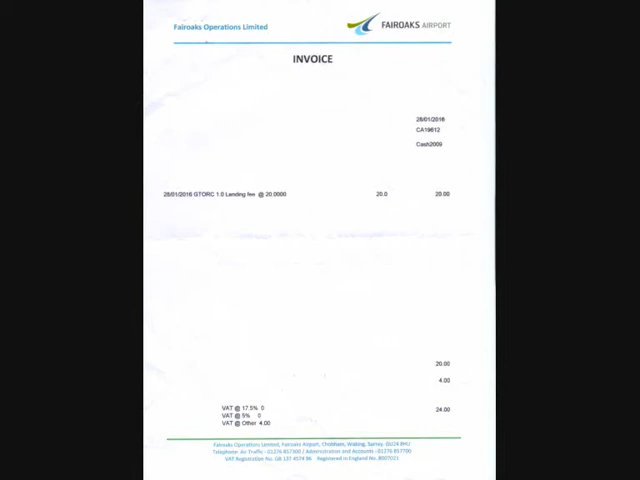 Fairoaks Operations Limited
FAIROAKS AIRPORT
INVOICE
28/01/2016
CA19612
Cash2009
28/01/2016 GTORC 1.0 Landing fee @ 20.0000 20.0 20.00
20.00
4.00
VAT @ 17.5% 0
24.00
VAT @ 5% 0
VAT @ Other 4.00
Fairoaks Operations Limited, Fairoaks Airport, Chobham, Woking, Surrey. GU24 8HU
Telephone- Air Traffic - 01276 857300 / Administration and Accounts - 01276 857700
VAT Registration No. GB 137 4574 86 Registered in England No. 8007021